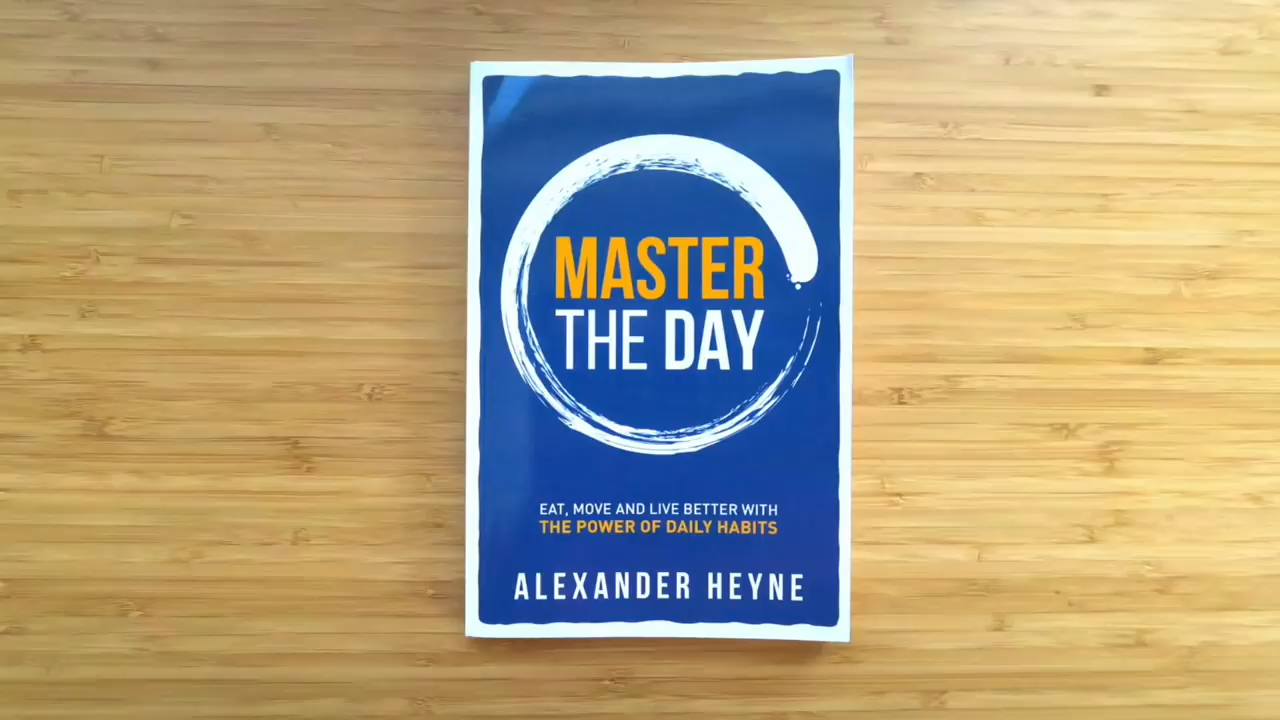 MASTER
THE DAY
EAT, MOVE AND LIVE BETTER WITH
THE POWER OF DAILY HABITS
ALEXANDER HEYNE